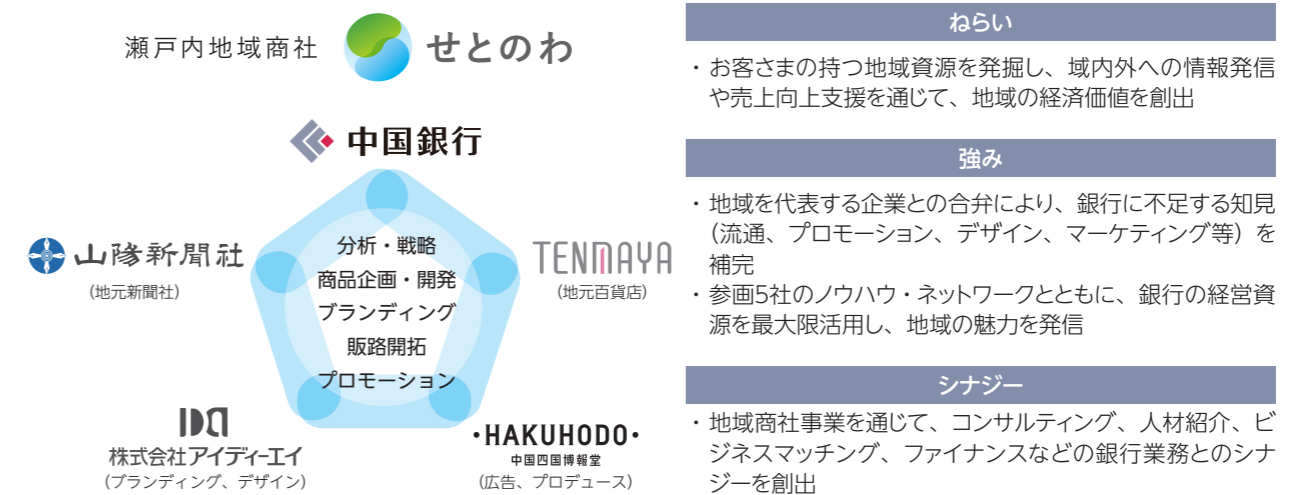 瀬戸内地域商社 せとのわ
中国銀行
山陽新聞社
(地元新聞社)
TENMAYA
(地元百貨店)
分析・戦略
商品企画・開発
ブランディング
販路開拓
プロモーション
IDA
株式会社アイディーエイ
(ブランディング、デザイン)
・HAKUHODO・
中国四国博報堂
(広告、プロデュース)
ねらい
・お客さまの持つ地域資源を発掘し、域内外への情報発信
や売上向上支援を通じて、地域の経済価値を創出
強み
・地域を代表する企業との合弁により、銀行に不足する知見
(流通、プロモーション、デザイン、マーケティング等)を
補完
・参画5社のノウハウ・ネットワークとともに、銀行の経営資
源を最大限活用し、地域の魅力を発信
シナジー
・地域商社事業を通じて、コンサルティング、人材紹介、ビ
ジネスマッチング、ファイナンスなどの銀行業務とのシナ
ジーを創出